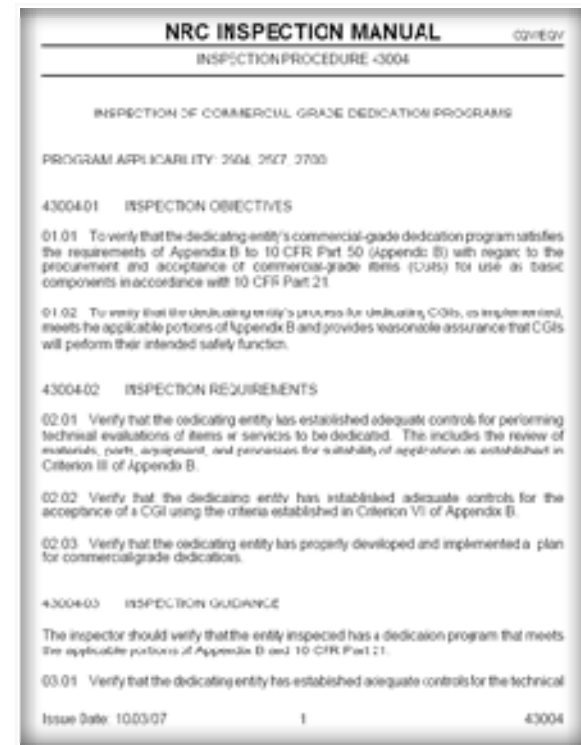 NRC INSPECTION MANUAL CQV/EQV
INSPECTION PROCEDURE 43004
INSPECTION OF COMMERCIAL GRADE DEDICATION PROGRAMS
PROGRAM APPLICABILITY: 2504, 2507, 2700
43004-01 INSPECTION OBJECTIVES
01.01 To verify that the dedicating entity's commercial-grade dedication program satisfies
the requirements of Appendix B to 10 CFR Part 50 (Appendix B) with regard to the
procurement and acceptance of commercial-grade items (CGIs) for use as basic
components in accordance with 10 CFR Part 21.
01.02 To verify that the dedicating entity's process for dedicating CGIs, as implemented,
meets the applicable portions of Appendix B and provides reasonable assurance that CGIs
will perform their intended safety function.
43004-02 INSPECTION REQUIREMENTS
02.01 Verify that the dedicating entity has established adequate controls for performing
technical evaluations of items or services to be dedicated. This includes the review of
materials, parts, equipment, and processes for suitability of application as established in
Criterion III of Appendix B.
02.02 Verify that the dedicating entity has established adequate controls for the
acceptance of a CGI using the criteria established in Criterion VII of Appendix B.
02.03 Verify that the dedicating entity has properly developed and implemented a plan
for commercial grade dedications.
43004-03 INSPECTION GUIDANCE
The inspector should verify that the entity inspected has a dedication program that meets
the applicable portions of Appendix B and 10 CFR Part 21.
03.01 Verify that the dedicating entity has established adequate controls for the technical
Issue Date: 10/03/07 1 43004